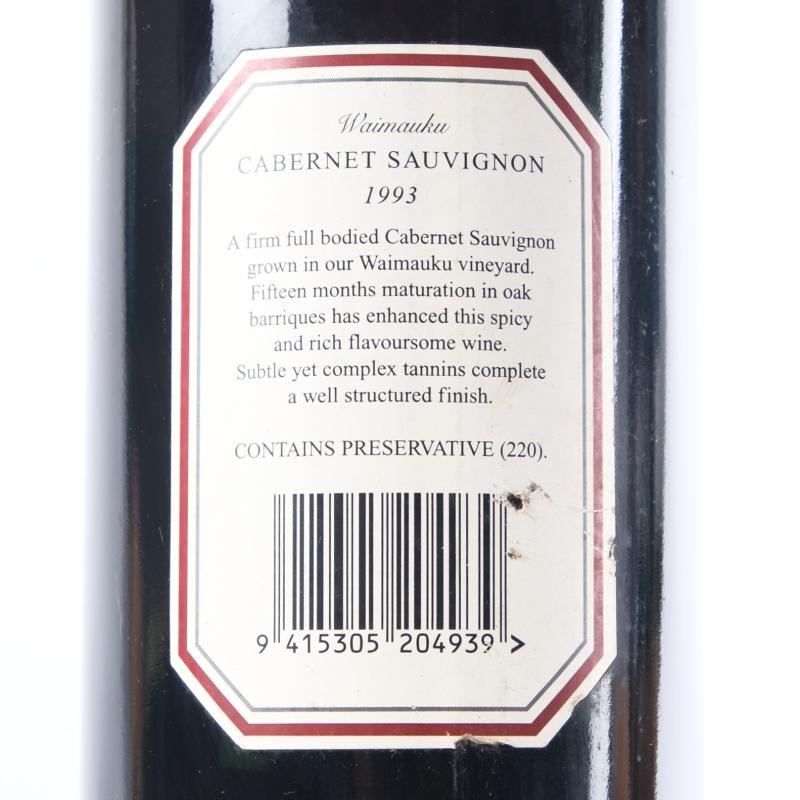 Waimauku
CABERNET SAUVIGNON
1993
A firm full bodied Cabernet Sauvignon
grown in our Waimauku vineyard.
Fifteen months maturation in oak
barriques has enhanced this spicy
and rich flavoursome wine.
Subtle yet complex tannins complete
a well structured finish.
CONTAINS PRESERVATIVE (220).
9 415305 204939 >